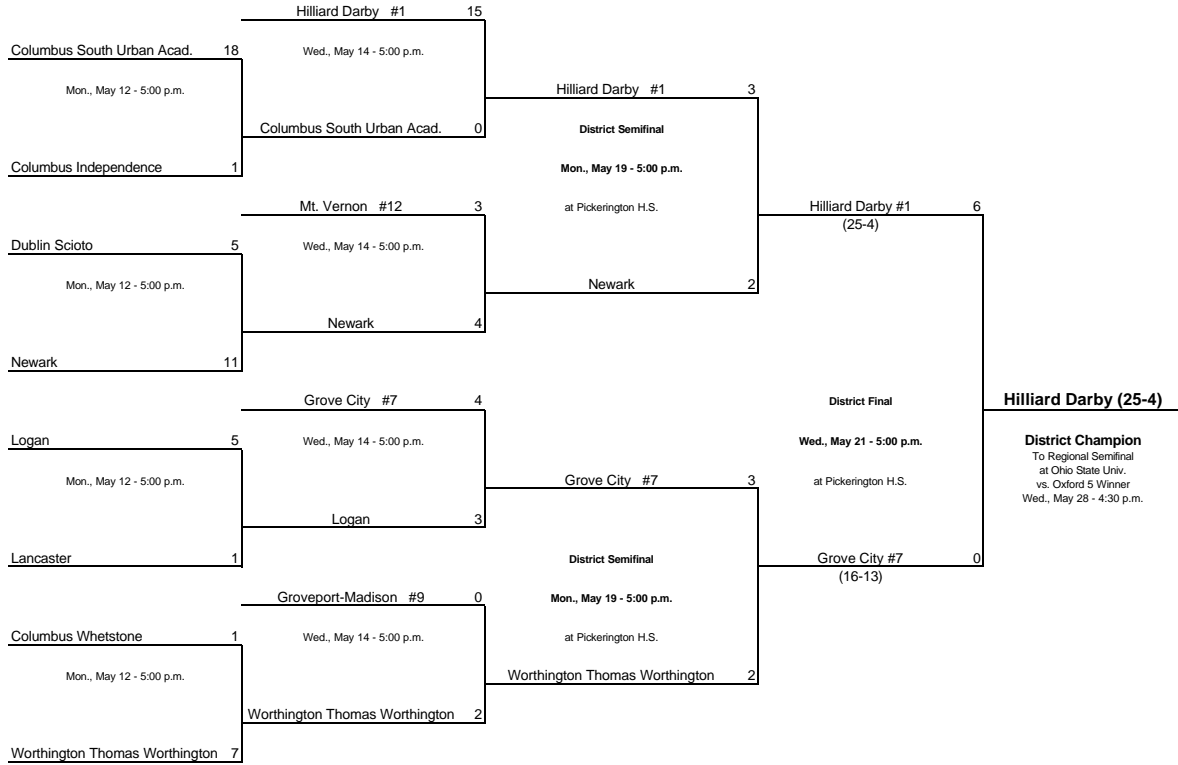 Hilliard Darby #1 15
Columbus South Urban Acad. 18
Wed., May 14 - 5:00 p.m.
Mon., May 12 - 5:00 p.m.
Hilliard Darby #1 3
Columbus South Urban Acad. 0
District Semifinal
Columbus Independence 1
Mon., May 19 - 5:00 p.m.
Mt. Vernon #12 3
at Pickerington H.S.
Hilliard Darby #1 6
(25-4)
Dublin Scioto 5
Wed., May 14 - 5:00 p.m.
Mon., May 12 - 5:00 p.m.
Newark 2
Newark 4
Newark 11
Grove City #7 4
District Final
Hilliard Darby (25-4)
Logan 5
Wed., May 14 - 5:00 p.m.
Wed., May 21 - 5:00 p.m.
District Champion
To Regional Semifinal
at Ohio State Univ.
vs. Oxford 5 Winner
Wed., May 28 - 4:30 p.m.
Mon., May 12 - 5:00 p.m.
Grove City #7 3
at Pickerington H.S.
Logan 3
Lancaster 1
District Semifinal
Grove City #7 0
(16-13)
Groveport-Madison #9 0
Mon., May 19 - 5:00 p.m.
Columbus Whetstone 1
Wed., May 14 - 5:00 p.m.
at Pickerington H.S.
Mon., May 12 - 5:00 p.m.
Worthington Thomas Worthington 2
Worthington Thomas Worthington 2
Worthington Thomas Worthington 7